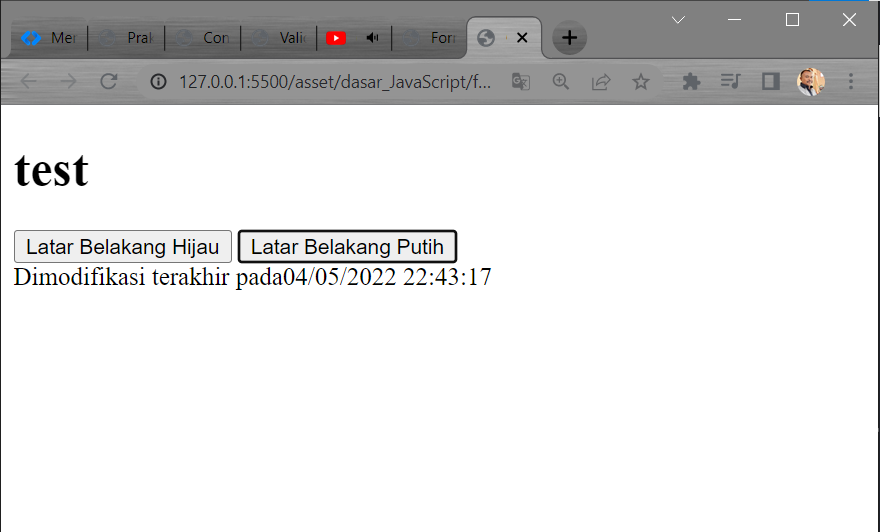 Mer Prak Con Valid Forr
127.0.0.1:5500/asset/dasar_JavaScript/f...
test
Latar Belakang Hijau Latar Belakang Putih
Dimodifikasi terakhir pada04/05/2022 22:43:17